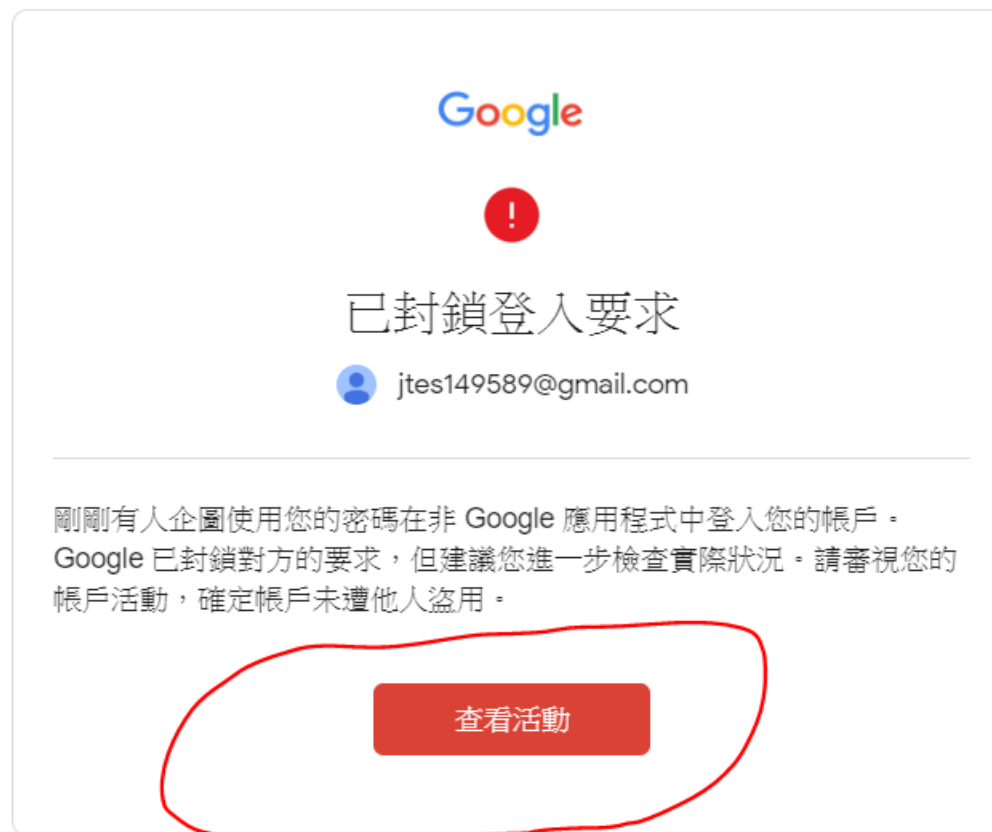 Google
!
已封鎖登入要求
jtes149589@gmail.com
剛剛有人企圖使用您的密碼在非 Google 應用程式中登入您的帳戶。
Google 已封鎖對方的要求，但建議您進一步檢查實際狀況。請審視您的
帳戶活動，確定帳戶未遭他人盜用。
查看活動